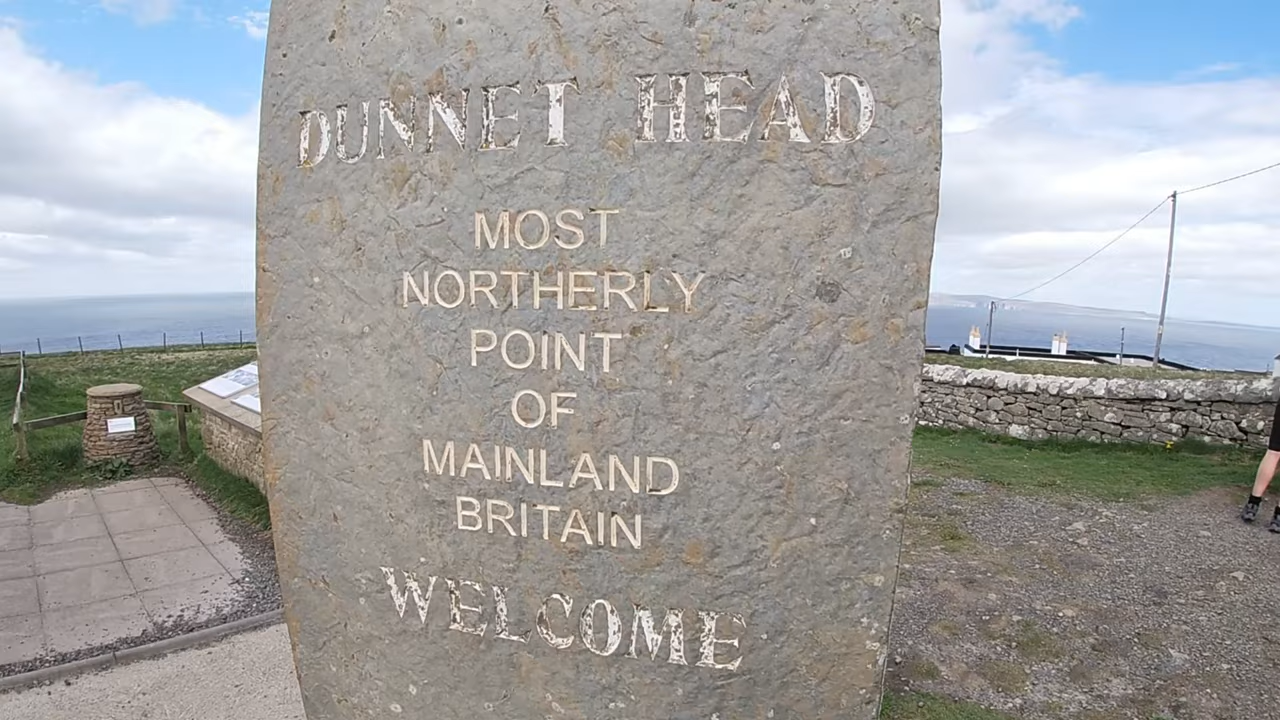 DUNNET HEAD
MOST
NORTHERLY
POINT
OF
MAINLAND
BRITAIN
WELCOME